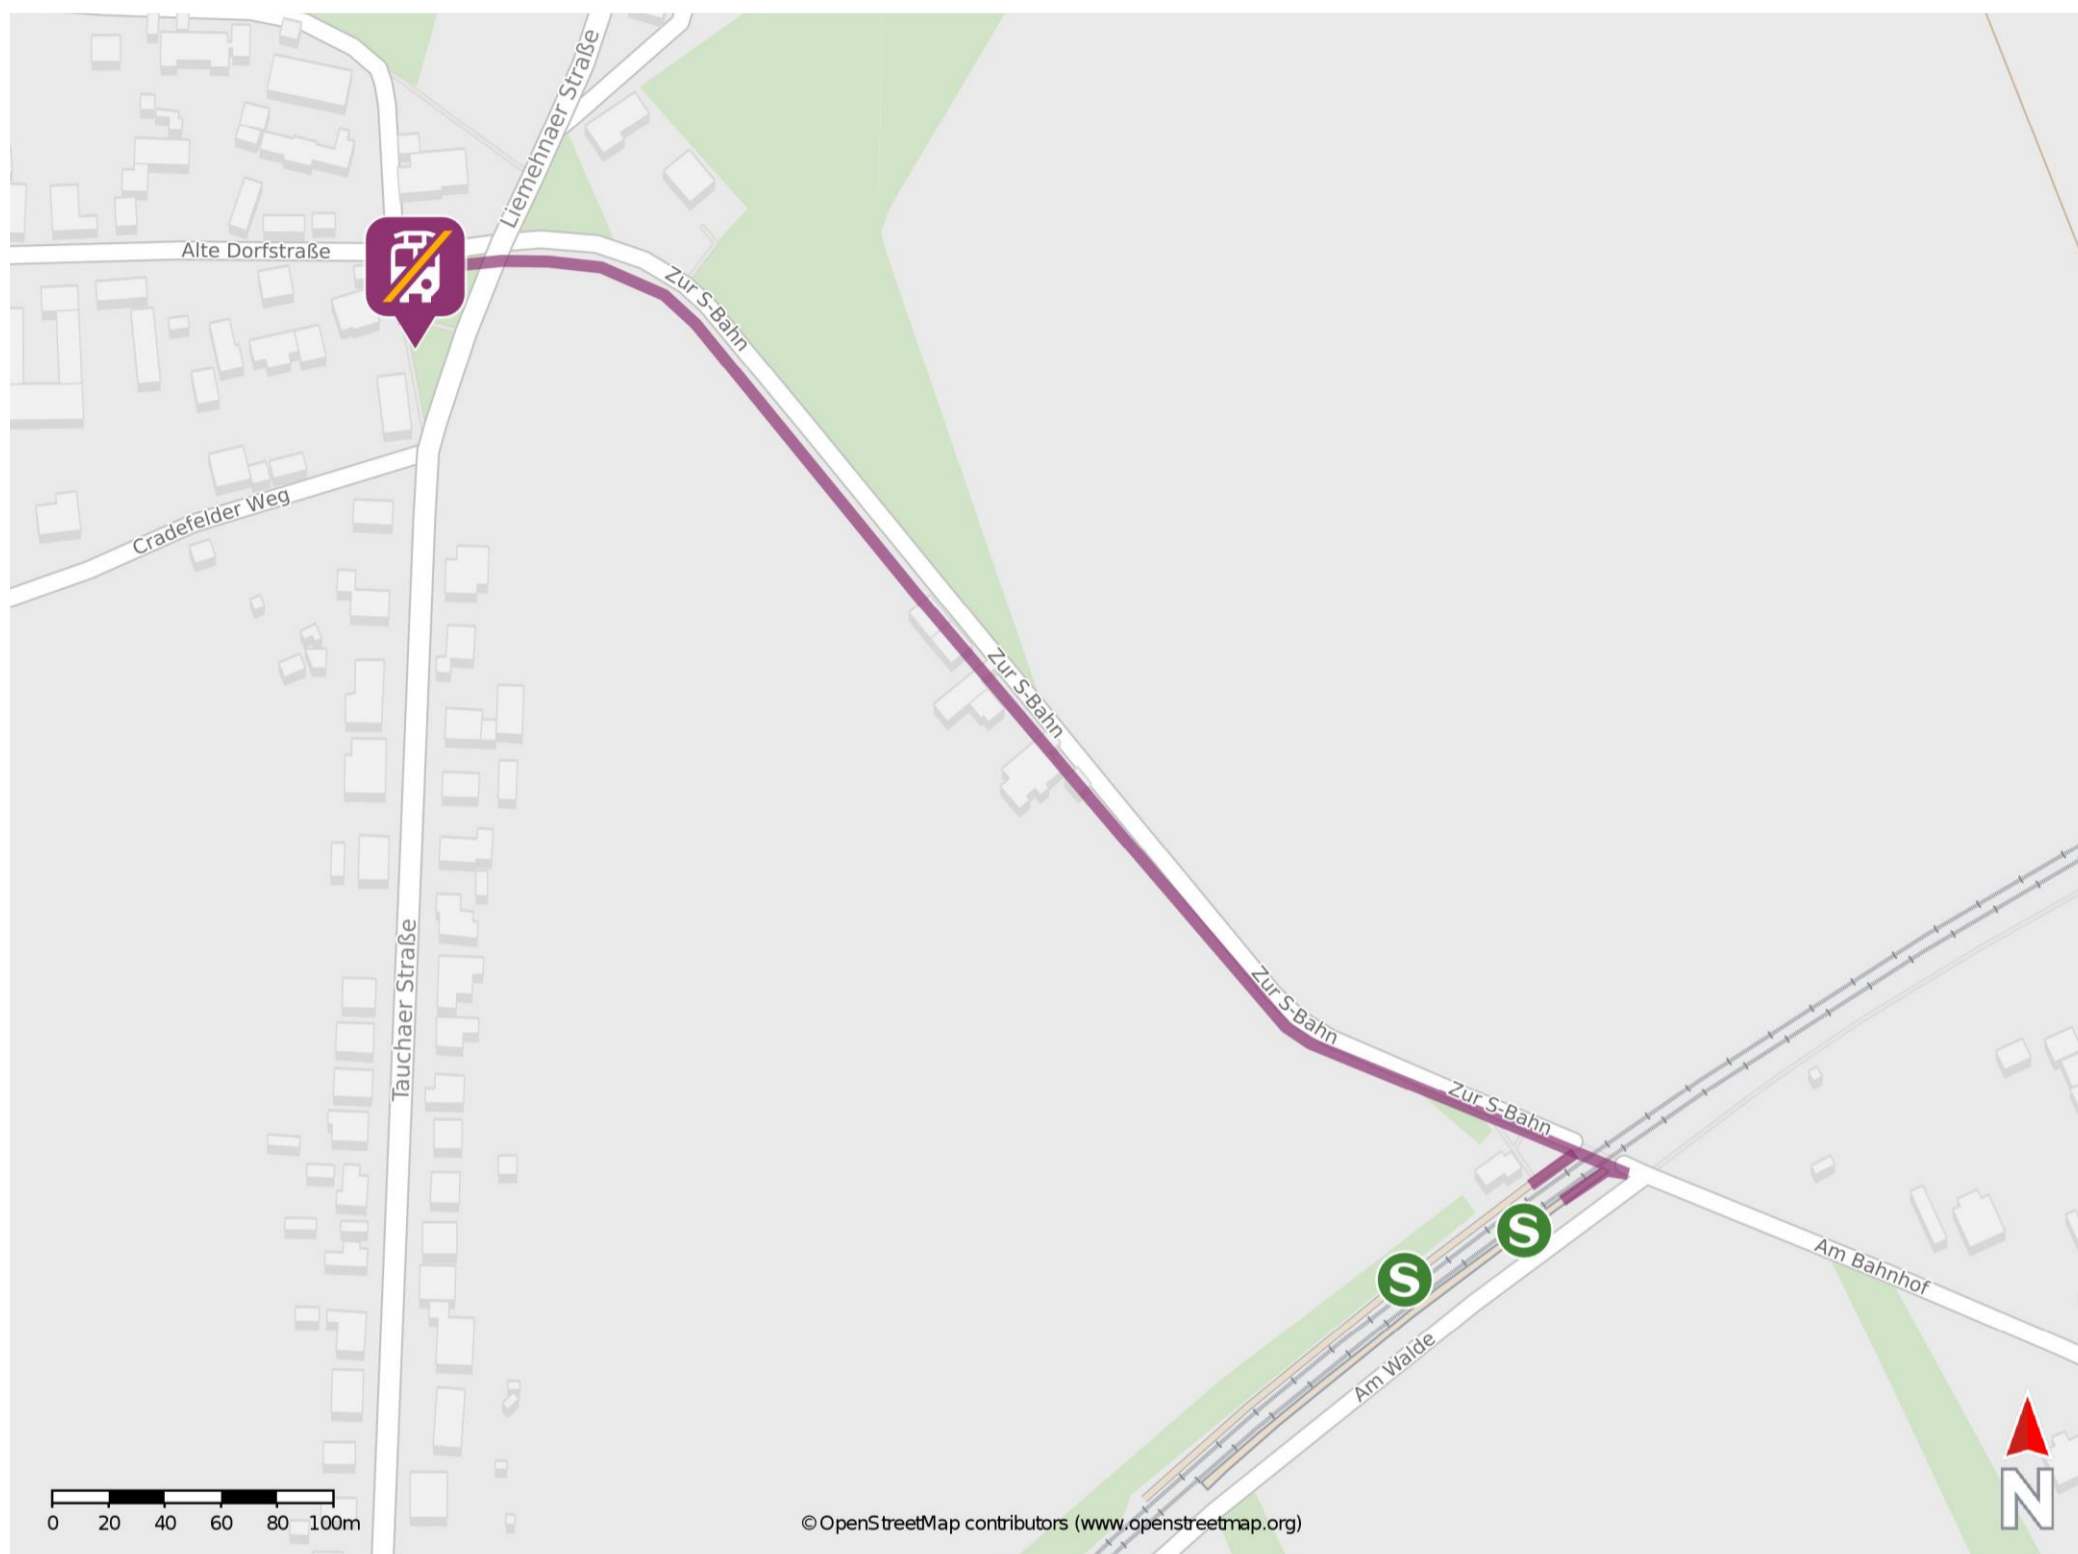 Liemehnaer Straße
Alte Dorfstraße
Zur S-Bahn
Cradefelder Weg
Zur S-Bahn
Tauchaer Straße
Zur S-Bahn
Zur S-Bahn
S
S
Am Bahnhof
Am Walde
N
0 20 40 60 80 100m
© OpenStreetMap contributors (www.openstreetmap.org)